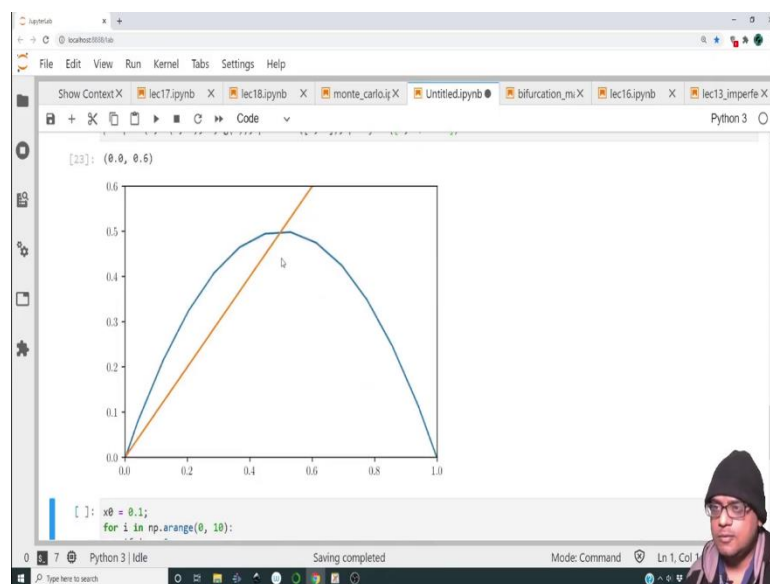 JupyterLab
localhost:8888/lab
File Edit View Run Kernel Tabs Settings Help
Show Context lec17.ipynb lec18.ipynb monte_carlo.ip Untitled.ipynb bifurcation_ma lec16.ipynb lec13_imperfe
Code Python 3
[23]: (0.0, 0.6)
0.6
0.5
0.4
0.3
0.2
0.1
0.0
0.0 0.2 0.4 0.6 0.8 1.0
[ ]: x0 = 0.1;
for i in np.arange(0, 10):
0 7 Python 3 | Idle Saving completed Mode: Command Ln 1, Col
Type here to search